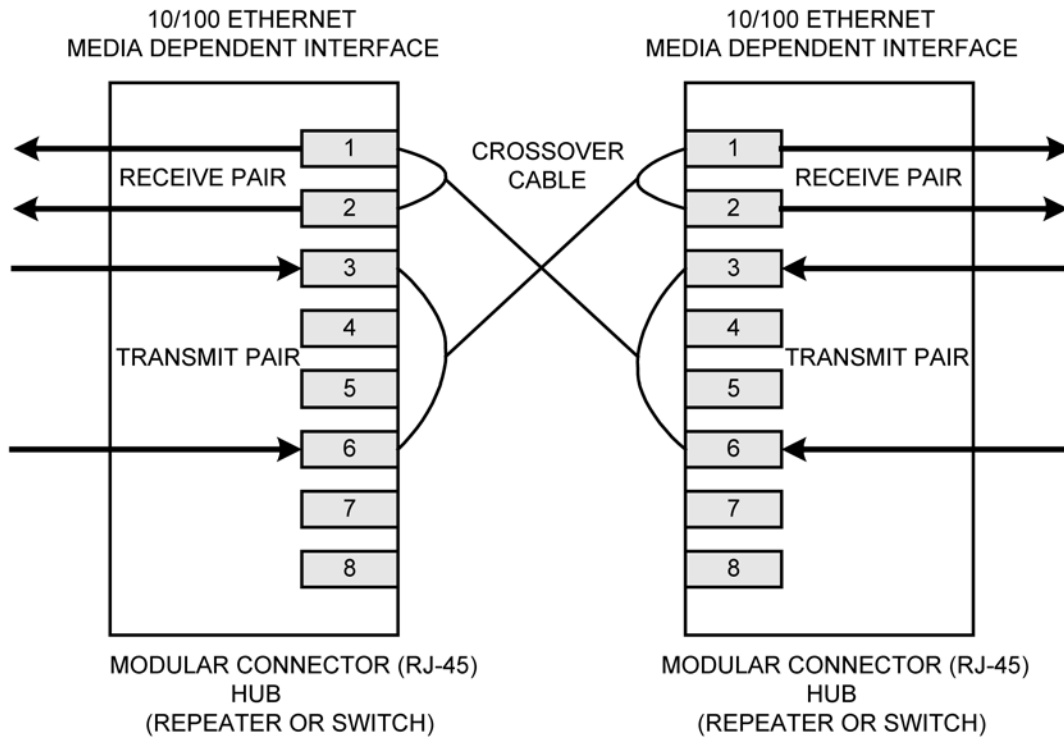 10/100 ETHERNET
MEDIA DEPENDENT INTERFACE
10/100 ETHERNET
MEDIA DEPENDENT INTERFACE
1
RECEIVE PAIR
2
3
4
TRANSMIT PAIR
5
6
7
8
CROSSOVER
CABLE
1
RECEIVE PAIR
2
3
4
TRANSMIT PAIR
5
6
7
8
MODULAR CONNECTOR (RJ-45)
HUB
(REPEATER OR SWITCH)
MODULAR CONNECTOR (RJ-45)
HUB
(REPEATER OR SWITCH)